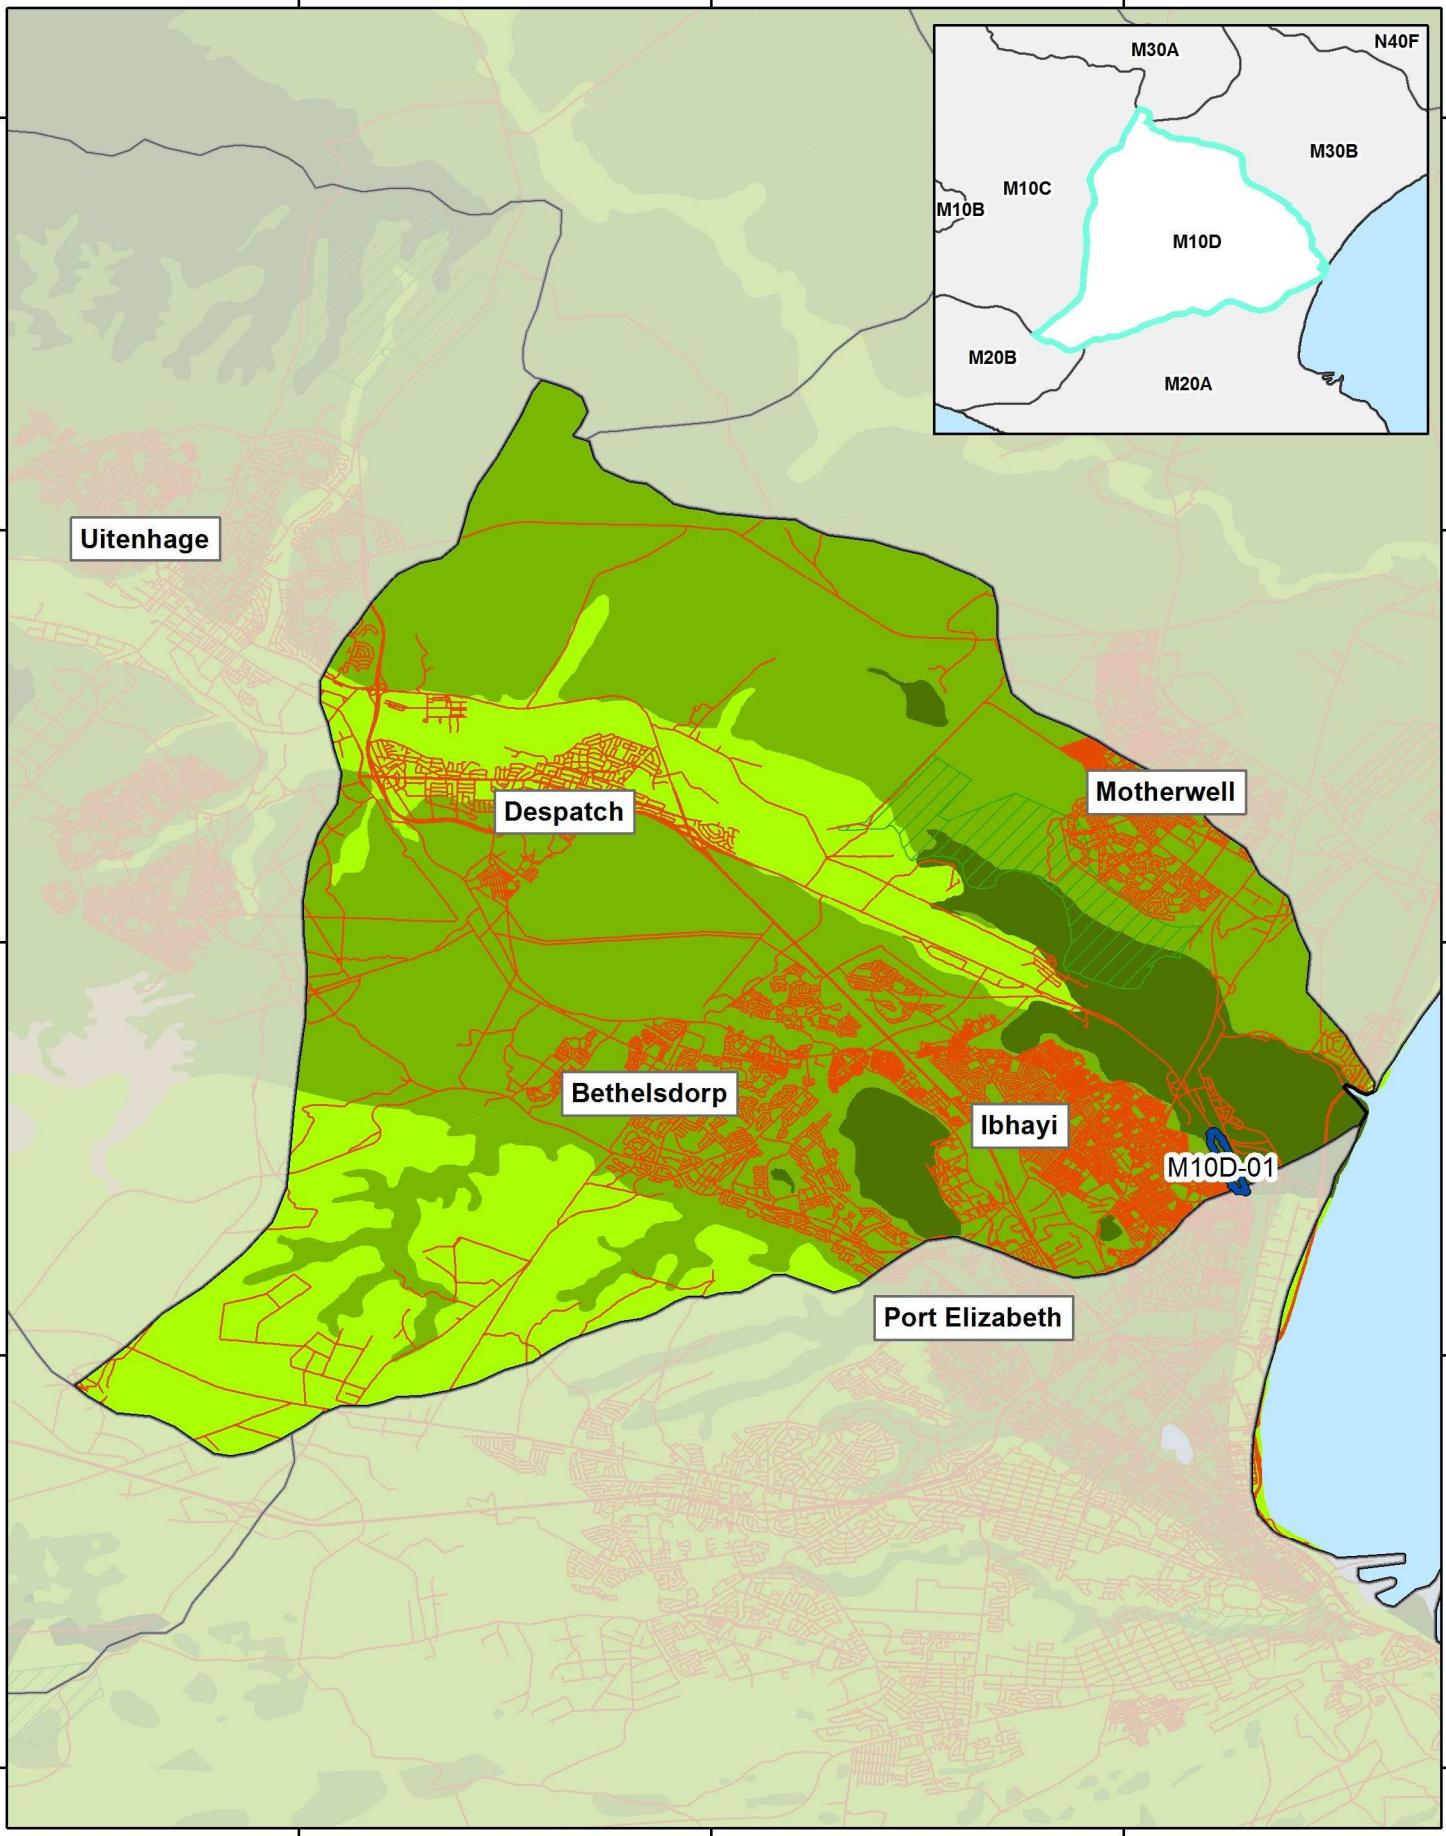 M30A
N40F
M30B
M10C
M10B
M10D
M20B
M20A
Uitenhage
Motherwell
Despatch
Bethelsdorp
Ibhayi
M10D-01
Port Elizabeth